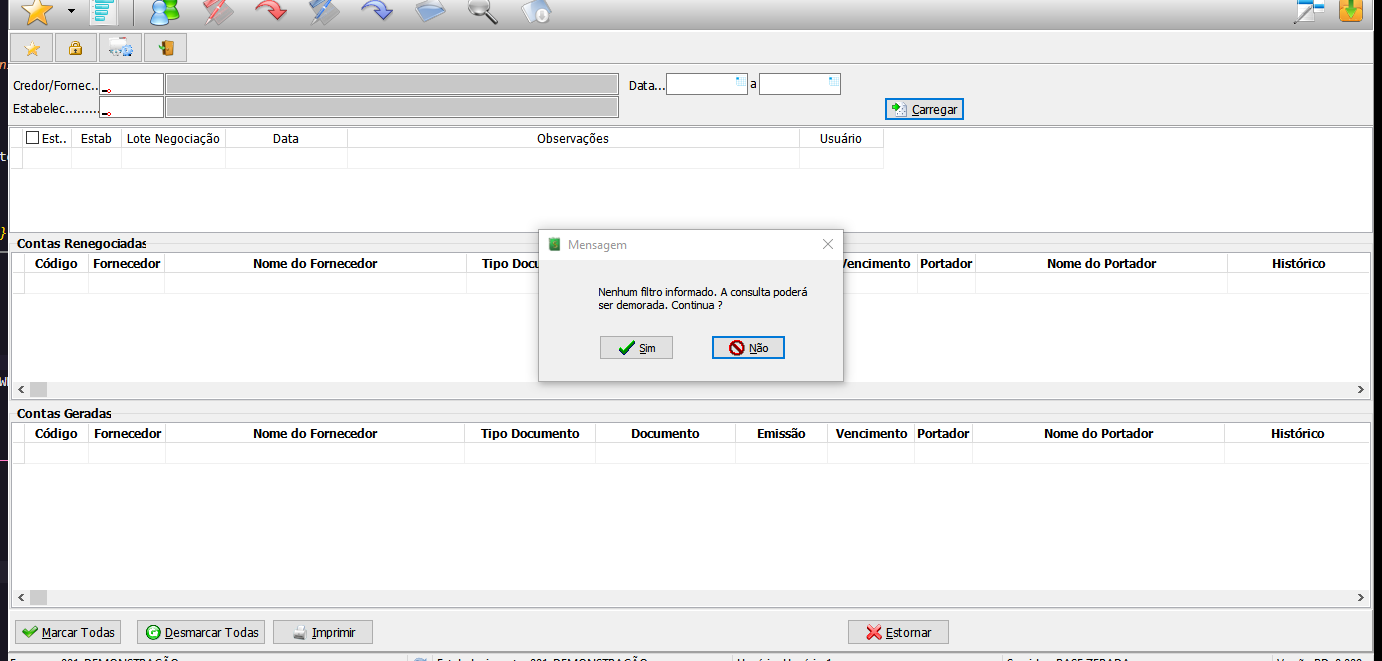 Credor/Fornec..
Data...
a
Estabelec.........
Carregar
Est..
Estab
Lote Negociação
Data
Observações
Usuário
Contas Renegociadas
Código
Fornecedor
Nome do Fornecedor
Tipo Docu
Vencimento
Portador
Nome do Portador
Histórico
Mensagem
Nenhum filtro informado. A consulta poderá
ser demorada. Continua ?
Sim
Não
Contas Geradas
Código
Fornecedor
Nome do Fornecedor
Tipo Documento
Documento
Emissão
Vencimento
Portador
Nome do Portador
Histórico
Marcar Todas
Desmarcar Todas
Imprimir
Estornar